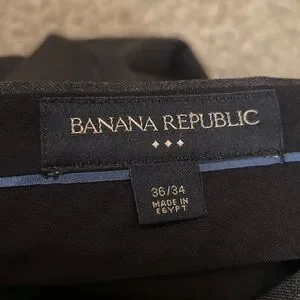 BANANA REPUBLIC
36/34
MADE IN
EGYPT